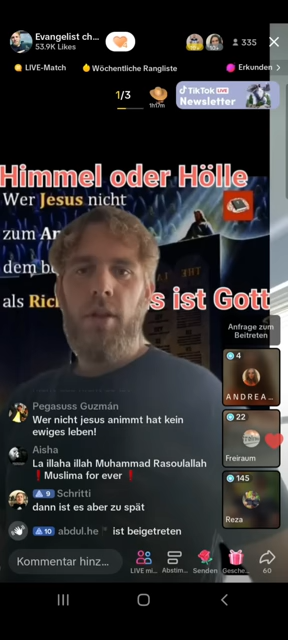 Evangelist ch...
53.9K Likes
335
LIVE-Match
Wöchentliche Rangliste
Erkunden
1/3
1h17m
TikTok LIVE
Newsletter
Himmel oder Hölle
Wer Jesus nicht
zum
dem
als
s ist Gott
THE
Anfrage zum
Beitreten
4
ANDREA...
22
Freiraum
145
Reza
Pegasuss Guzmán
Wer nicht jesus animmt hat kein
ewiges leben!
Aisha
La illaha illah Muhammad Rasoulallah
❗Muslima for ever❗
9 Schritti
dann ist es aber zu spät
10 abdul.he ist beigetreten
Kommentar hinz...
LIVE mi...
Abstim...
Senden
Gesche...
60